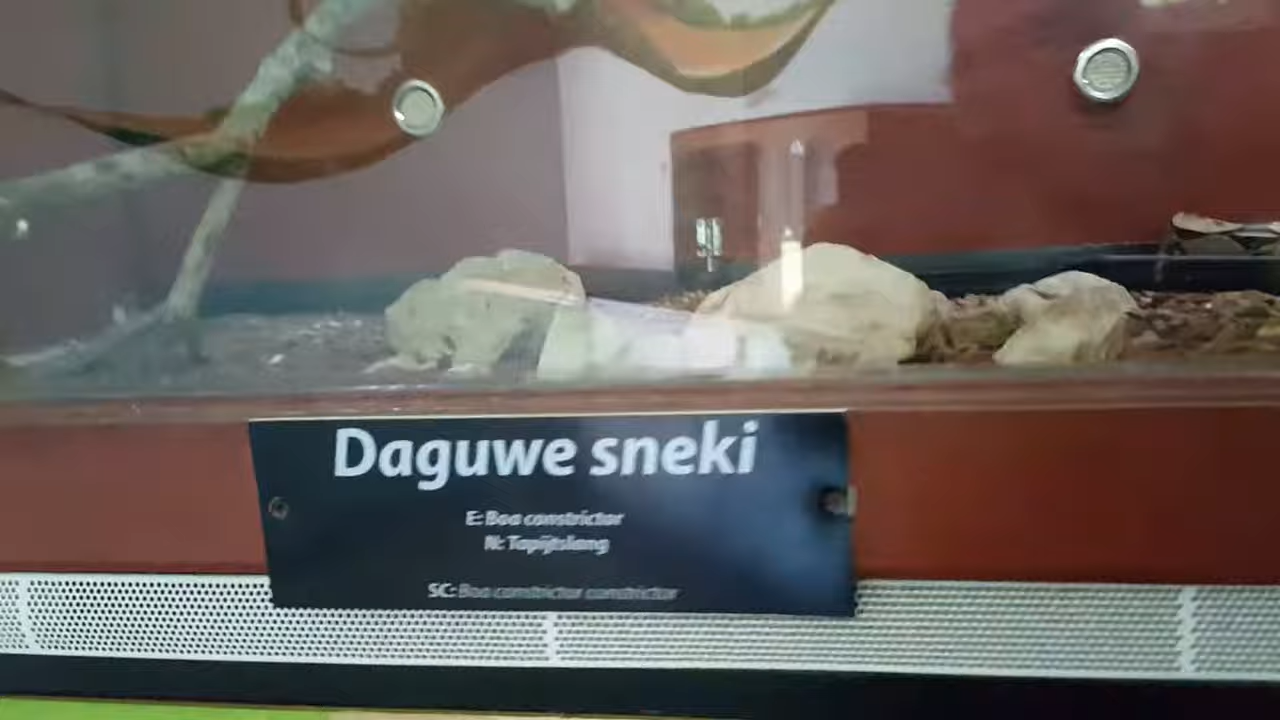 Daguwe sneki
E: Boa constrictor
N: Tapijtslang
SC: Boa constrictor constrictor